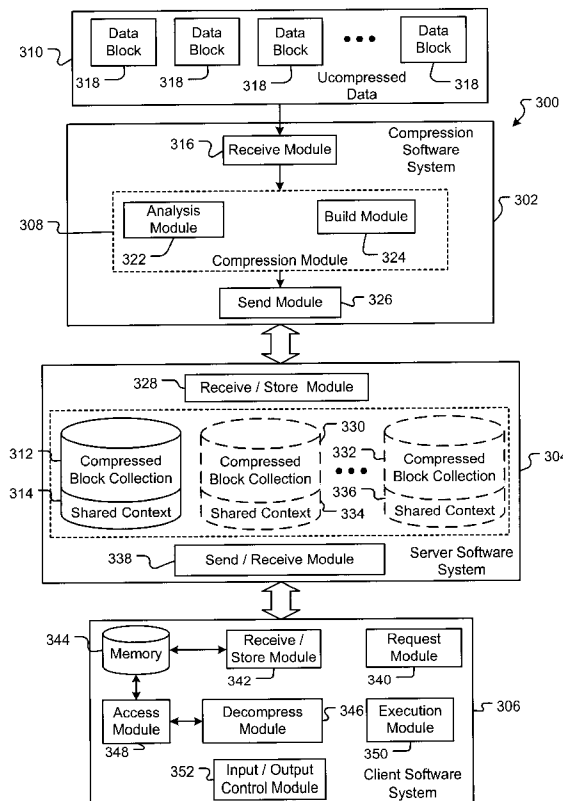 310
Data Block
318
Data Block
318
Data Block
318
Data Block
318
Ucompressed Data
300
316
Receive Module
Compression Software System
302
308
Analysis Module
322
Build Module
324
Compression Module
Send Module
326
328
Receive / Store Module
304
312
Compressed Block Collection
314
Shared Context
330
Compressed Block Collection
Shared Context
334
332
Compressed Block Collection
336
Shared Context
338
Send / Receive Module
Server Software System
344
Memory
Receive / Store Module
342
Request Module
340
306
Access Module
348
Decompress Module
346
Execution Module
350
352
Input / Output Control Module
Client Software System